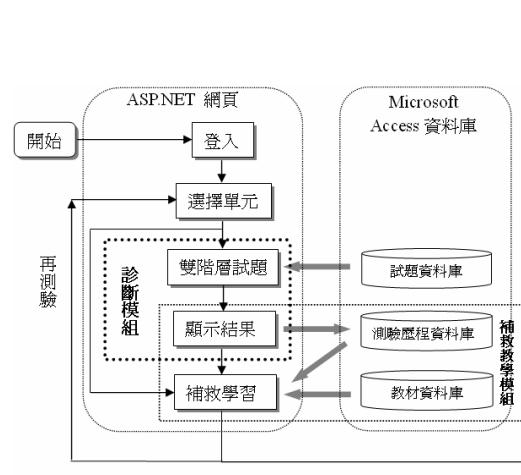 ASP.NET 網頁
Microsoft
Access 資料庫
開始
登入
選擇單元
雙階層試題
試題資料庫
再測驗
診斷模組
顯示結果
測驗歷程資料庫
補救教學模組
補救學習
教材資料庫